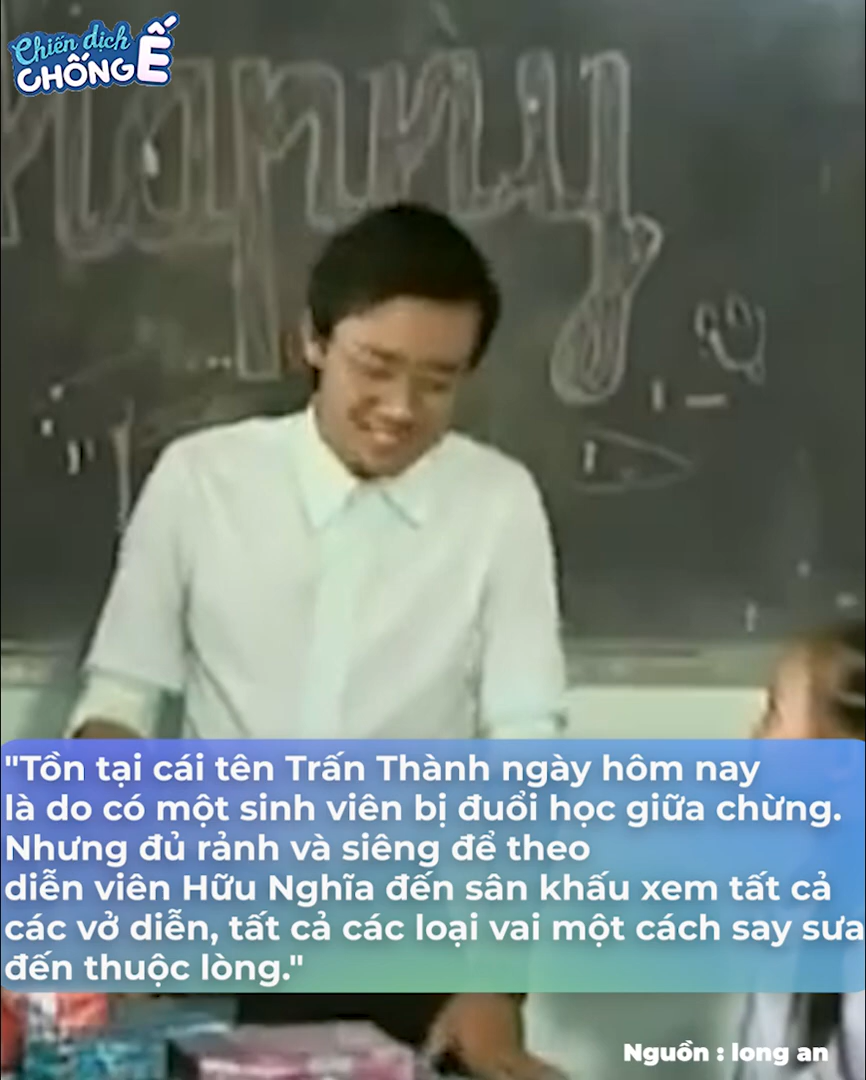 Chiến dịch
CHỐNG Ế
Happy
"Tồn tại cái tên Trấn Thành ngày hôm nay
là do có một sinh viên bị đuổi học giữa chừng.
Nhưng đủ rảnh và siêng để theo
diễn viên Hữu Nghĩa đến sân khấu xem tất cả
các vở diễn, tất cả các loại vai một cách say sưa
đến thuộc lòng."
Nguồn : long an